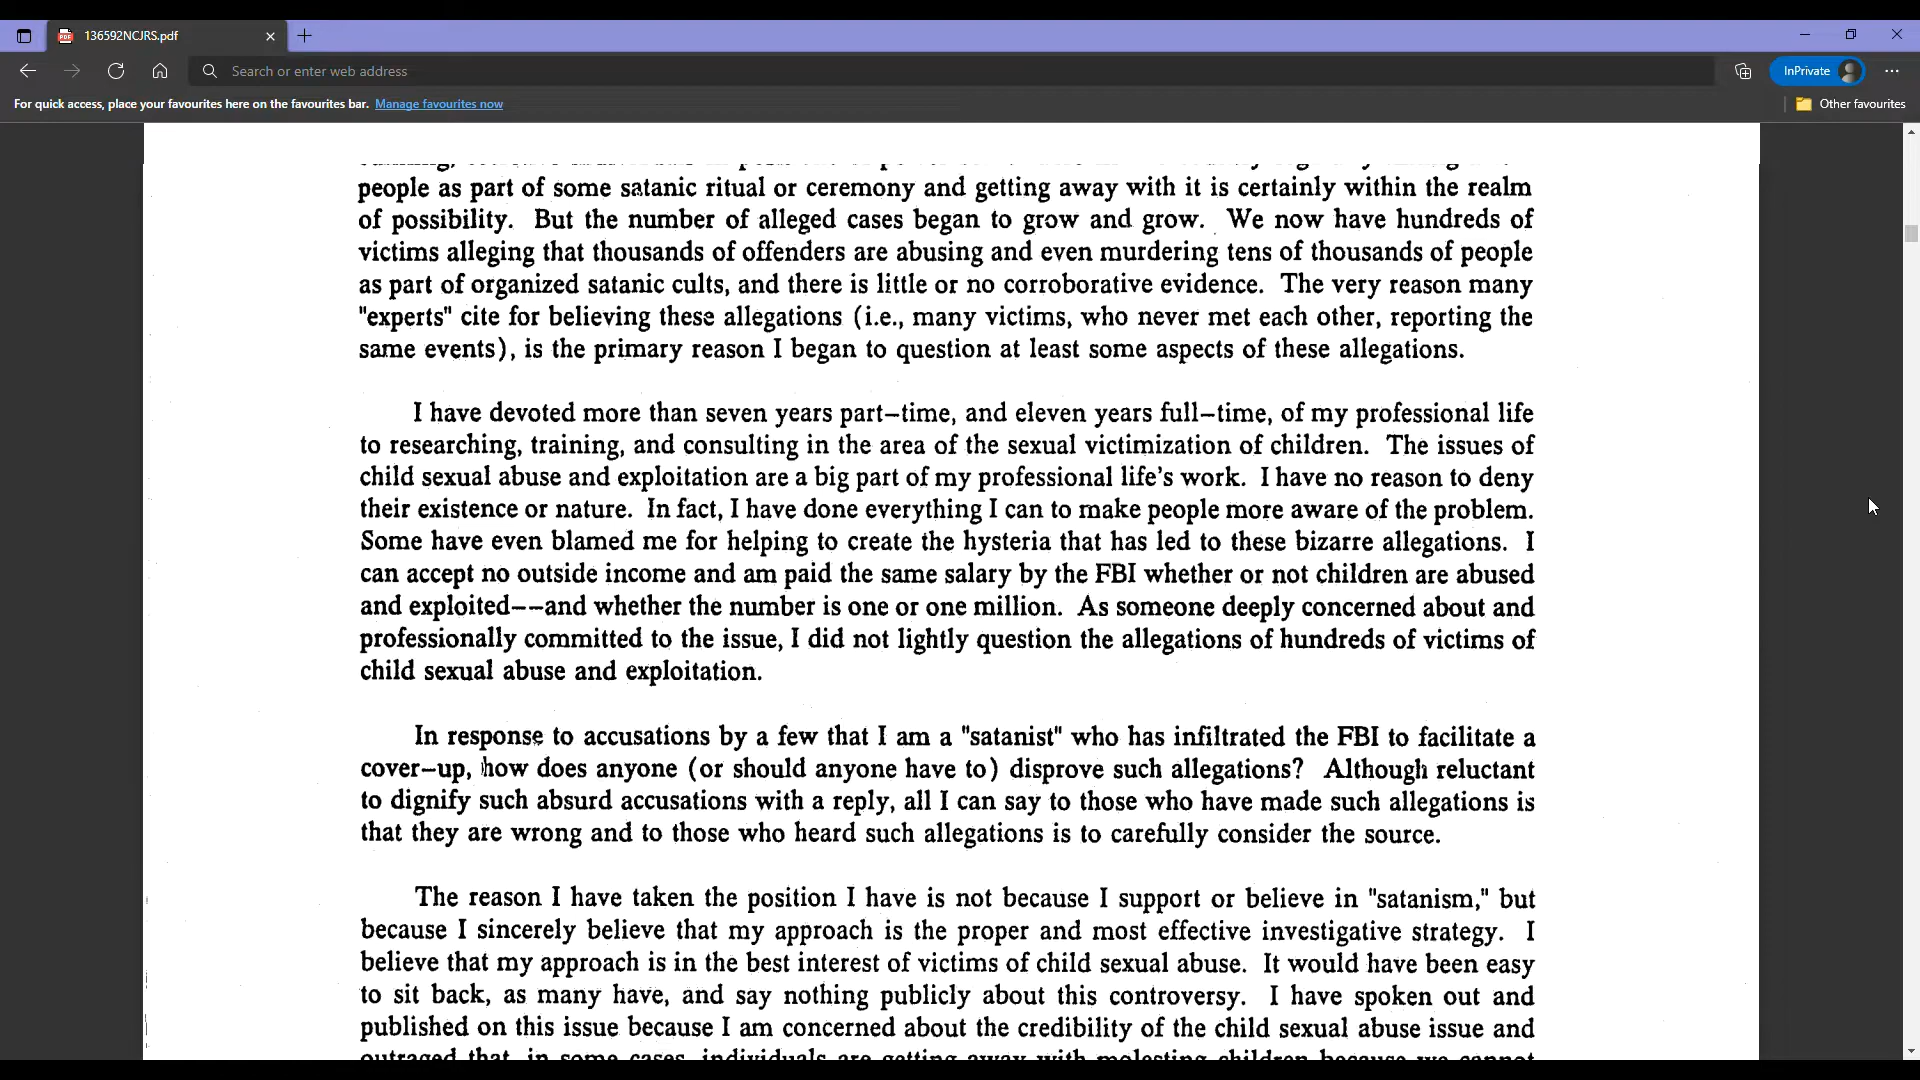 136592NCJRS.pdf
Search or enter web address
InPrivate
For quick access, place your favourites here on the favourites bar. Manage favourites now
Other favourites
people as part of some satanic ritual or ceremony and getting away with it is certainly within the realm
of possibility. But the number of alleged cases began to grow and grow. We now have hundreds of
victims alleging that thousands of offenders are abusing and even murdering tens of thousands of people
as part of organized satanic cults, and there is little or no corroborative evidence. The very reason many
"experts" cite for believing these allegations (i.e., many victims, who never met each other, reporting the
same events), is the primary reason I began to question at least some aspects of these allegations.
I have devoted more than seven years part-time, and eleven years full-time, of my professional life
to researching, training, and consulting in the area of the sexual victimization of children. The issues of
child sexual abuse and exploitation are a big part of my professional life's work. I have no reason to deny
their existence or nature. In fact, I have done everything I can to make people more aware of the problem.
Some have even blamed me for helping to create the hysteria that has led to these bizarre allegations. I
can accept no outside income and am paid the same salary by the FBI whether or not children are abused
and exploited--and whether the number is one or one million. As someone deeply concerned about and
professionally committed to the issue, I did not lightly question the allegations of hundreds of victims of
child sexual abuse and exploitation.
In response to accusations by a few that I am a "satanist" who has infiltrated the FBI to facilitate a
cover-up, how does anyone (or should anyone have to) disprove such allegations? Although reluctant
to dignify such absurd accusations with a reply, all I can say to those who have made such allegations is
that they are wrong and to those who heard such allegations is to carefully consider the source.
The reason I have taken the position I have is not because I support or believe in "satanism," but
because I sincerely believe that my approach is the proper and most effective investigative strategy. I
believe that my approach is in the best interest of victims of child sexual abuse. It would have been easy
to sit back, as many have, and say nothing publicly about this controversy. I have spoken out and
published on this issue because I am concerned about the credibility of the child sexual abuse issue and
outraged that, in some cases, individuals are getting away with molesting children because we cannot